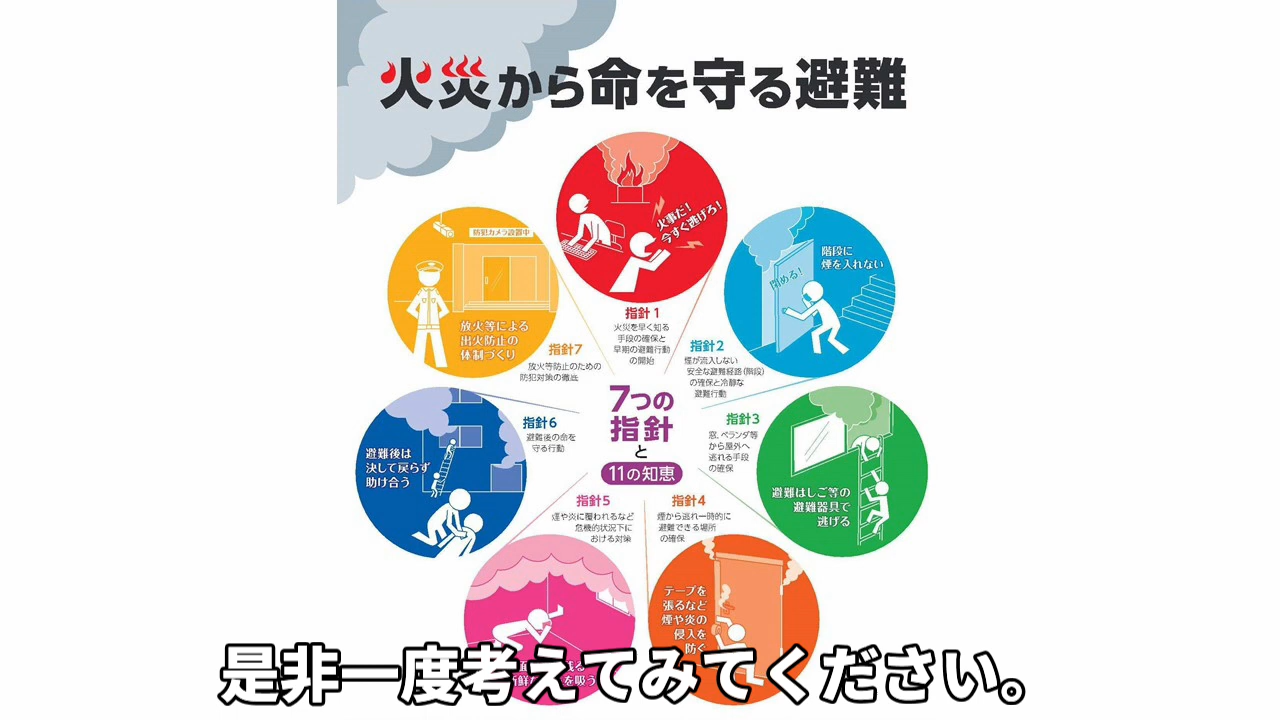 火災から命を守る避難
火事だ！
今すぐ逃げろ！
指針1
火災を早く知る
手段の確保と
早期の避難行動
の開始
階段に
煙を入れない
閉める！
指針2
煙が流入しない
安全な避難経路(階段)
の確保と冷静な
避難行動
指針3
窓、ベランダ等
から屋外へ
逃れる手段
の確保
避難はしご等の
避難器具で
逃げる
指針4
煙から逃れ一時的に
避難できる場所
の確保
テープを
張るなど
煙や炎の
侵入を
防ぐ
指針5
煙や炎に覆われるなど
危機的状況下に
おける対策
残る
新鮮な
を吸う
指針6
避難後の命を
守る行動
避難後は
決して戻らず
助け合う
指針7
放火等防止のための
防犯対策の徹底
防犯カメラ設置中
放火等による
出火防止の
体制づくり
7つの
指針
と
11の知恵
是非一度考えてみてください。